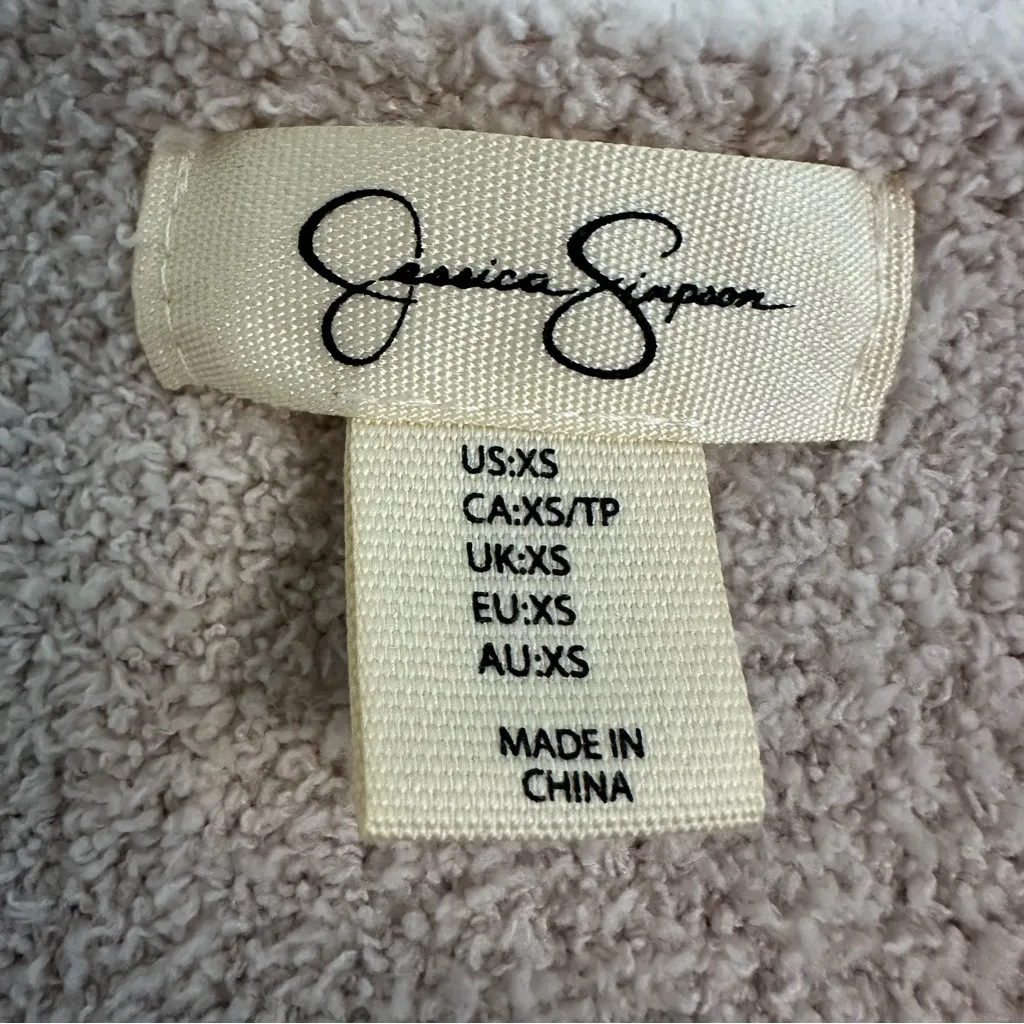 Jessica Simpson
US:XS
CA:XS/TP
UK:XS
EU:XS
AU:XS
MADE IN
CHINA